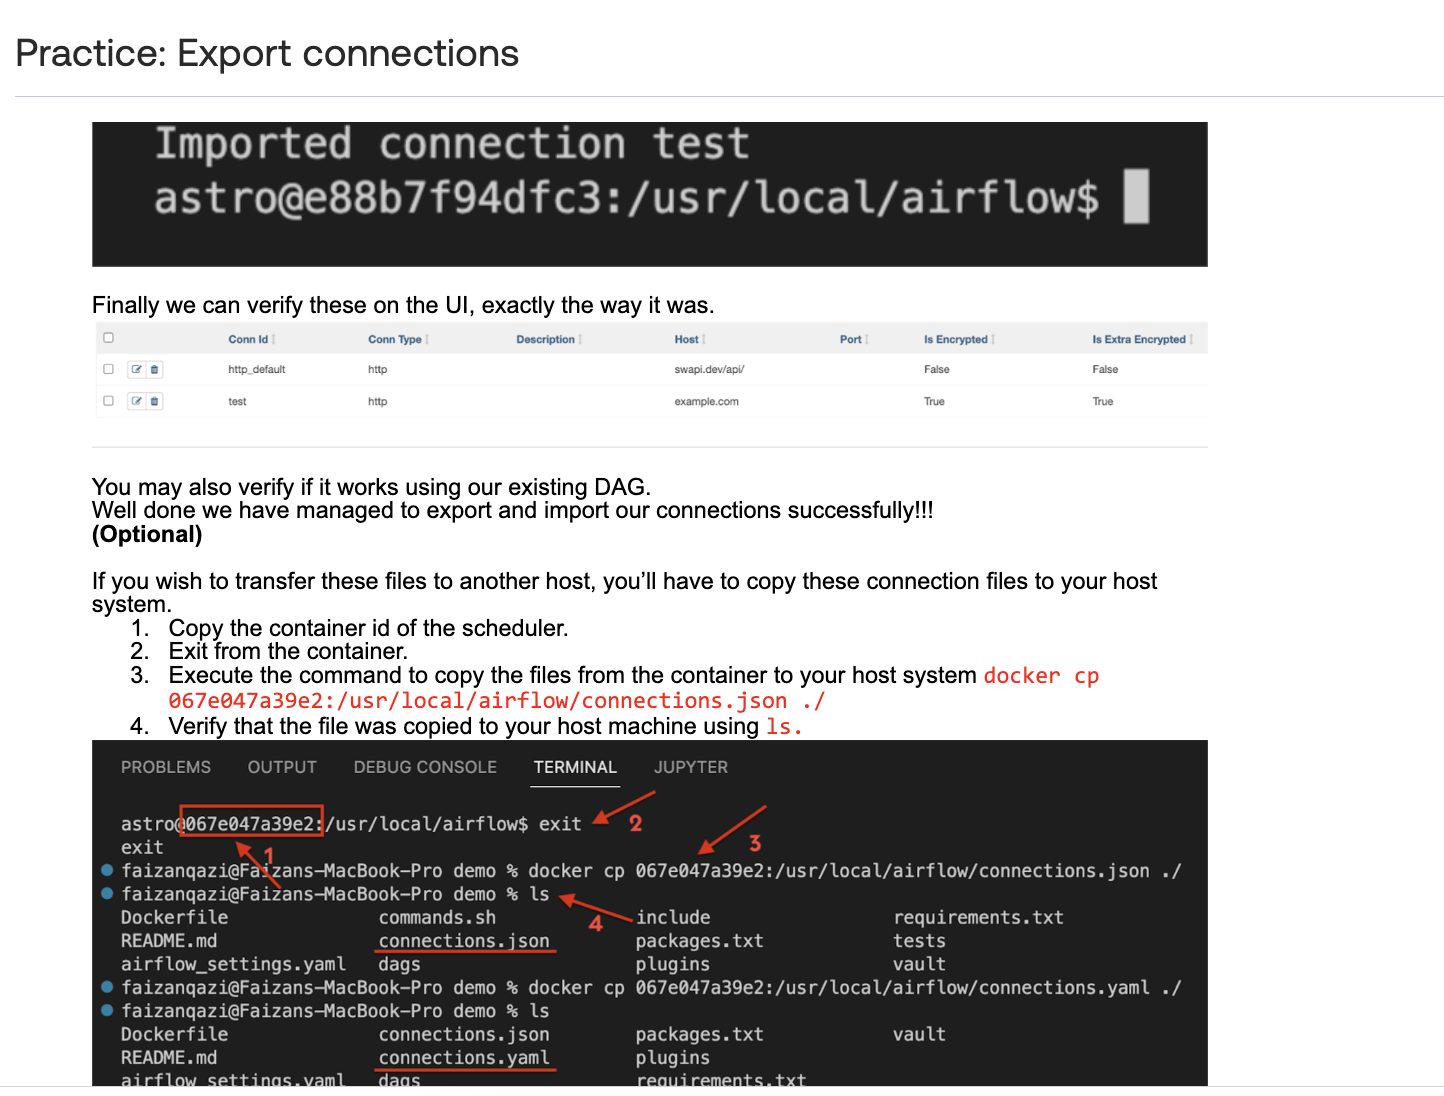 Practice: Export connections
Imported connection test
astro@e88b7f94dfc3:/usr/local/airflow$
Finally we can verify these on the UI, exactly the way it was.
Conn Id Conn Type Description Host Port Is Encrypted Is Extra Encrypted
http_default http swapi.dev/api/ False False
test http example.com True True
You may also verify if it works using our existing DAG.
Well done we have managed to export and import our connections successfully!!!
(Optional)
If you wish to transfer these files to another host, you’ll have to copy these connection files to your host
system.
1. Copy the container id of the scheduler.
2. Exit from the container.
3. Execute the command to copy the files from the container to your host system docker cp
067e047a39e2:/usr/local/airflow/connections.json ./
4. Verify that the file was copied to your host machine using ls.
PROBLEMS OUTPUT DEBUG CONSOLE TERMINAL JUPYTER
astro@067e047a39e2:/usr/local/airflow$ exit 2
exit 1 3
faizanqazi@Faizans-MacBook-Pro demo % docker cp 067e047a39e2:/usr/local/airflow/connections.json ./
faizanqazi@Faizans-MacBook-Pro demo % ls 4
Dockerfile commands.sh include requirements.txt
README.md connections.json packages.txt tests
airflow_settings.yaml dags plugins vault
faizanqazi@Faizans-MacBook-Pro demo % docker cp 067e047a39e2:/usr/local/airflow/connections.yaml ./
faizanqazi@Faizans-MacBook-Pro demo % ls
Dockerfile connections.json packages.txt vault
README.md connections.yaml plugins
airflow_settings.yaml dags requirements.txt